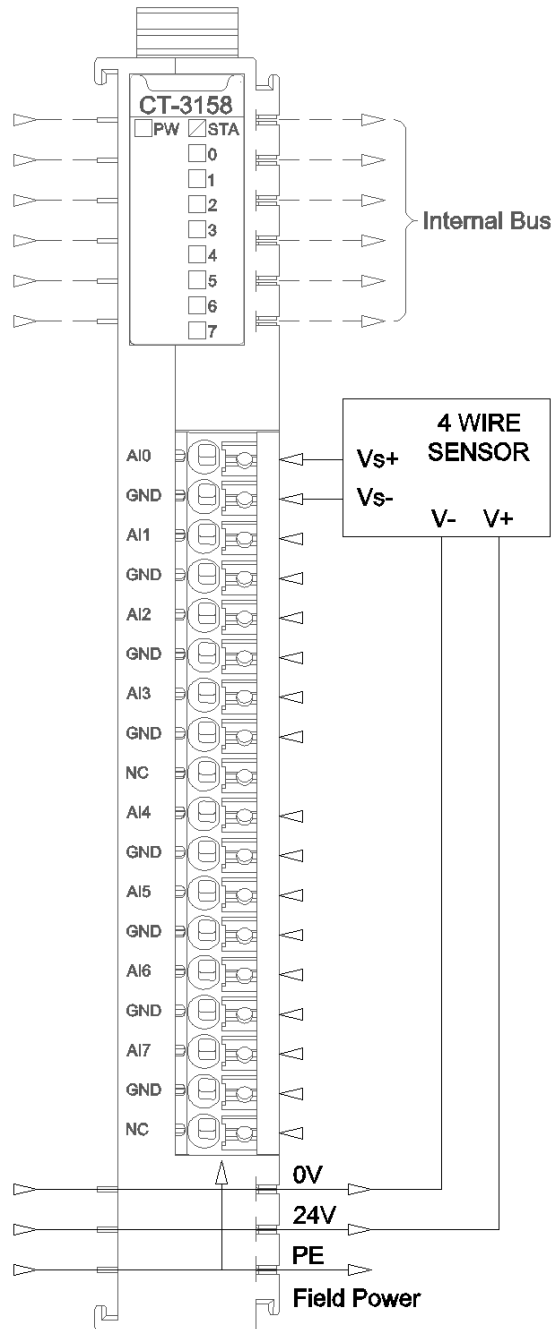 CT-3158
PW STA
0
1
2
3
4
5
6
7
Internal Bus
4 WIRE
SENSOR
Vs+
Vs-
V- V+
AI0
GND
AI1
GND
AI2
GND
AI3
GND
NC
AI4
GND
AI5
GND
AI6
GND
AI7
GND
NC
0V
24V
PE
Field Power